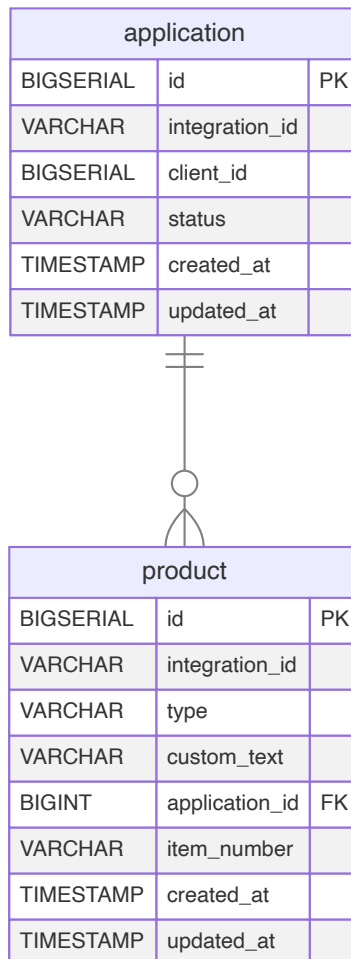 application
BIGSERIAL id PK
VARCHAR integration_id
BIGSERIAL client_id
VARCHAR status
TIMESTAMP created_at
TIMESTAMP updated_at
product
BIGSERIAL id PK
VARCHAR integration_id
VARCHAR type
VARCHAR custom_text
BIGINT application_id FK
VARCHAR item_number
TIMESTAMP created_at
TIMESTAMP updated_at